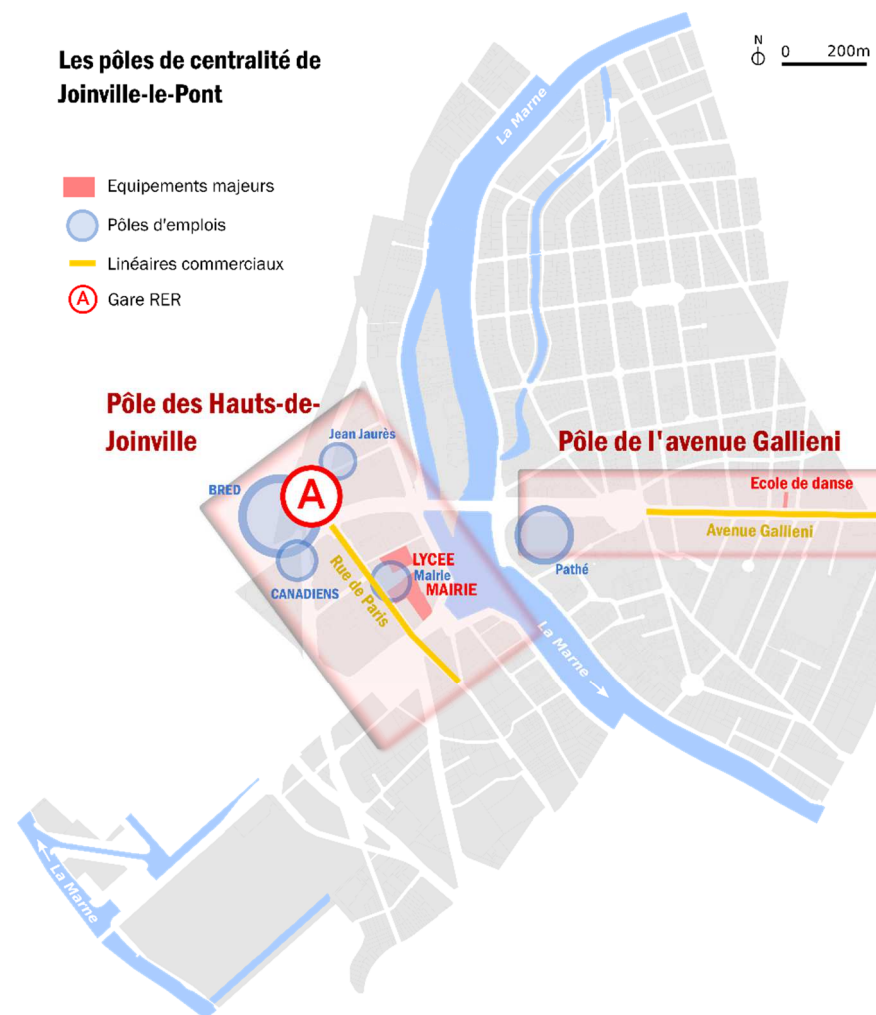 Les pôles de centralité de
Joinville-le-Pont
N
0 200m
Equipements majeurs
Pôles d'emplois
Linéaires commerciaux
A Gare RER
La Marne
Pôle des Hauts-de-
Joinville
Jean Jaurès
BRED
A
CANADIENS
Rue de Paris
LYCEE
Mairie
MAIRIE
Pôle de l'avenue Gallieni
Ecole de danse
Avenue Gallieni
Pathé
La Marne
La Marne